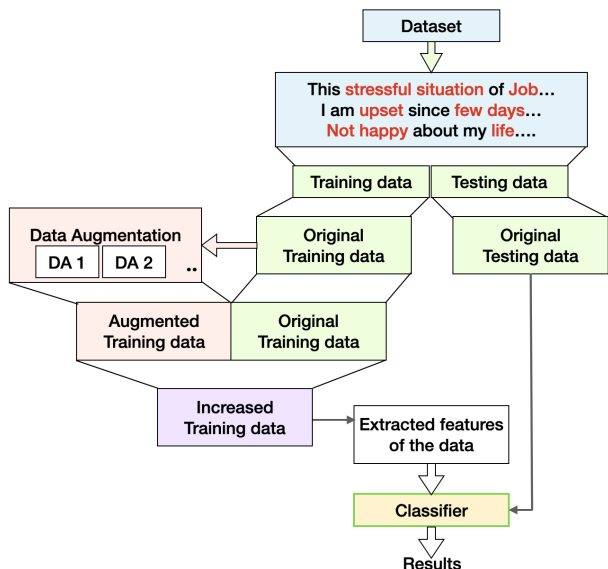 Dataset
This stressful situation of Job...
I am upset since few days...
Not happy about my life....
Training data
Testing data
Data Augmentation
DA 1
DA 2
..
Original
Training data
Original
Testing data
Augmented
Training data
Original
Training data
Increased
Training data
Extracted features
of the data
Classifier
Results